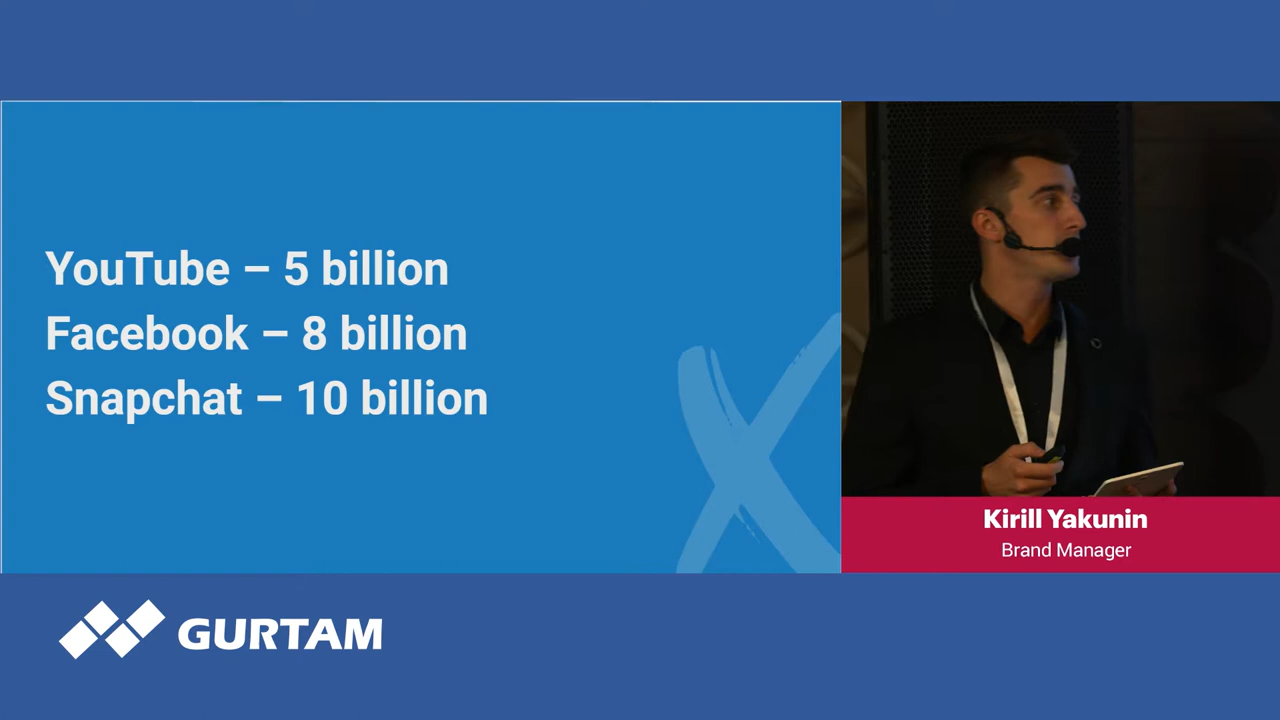 YouTube – 5 billion
Facebook – 8 billion
Snapchat – 10 billion
Kirill Yakunin
Brand Manager
GURTAM